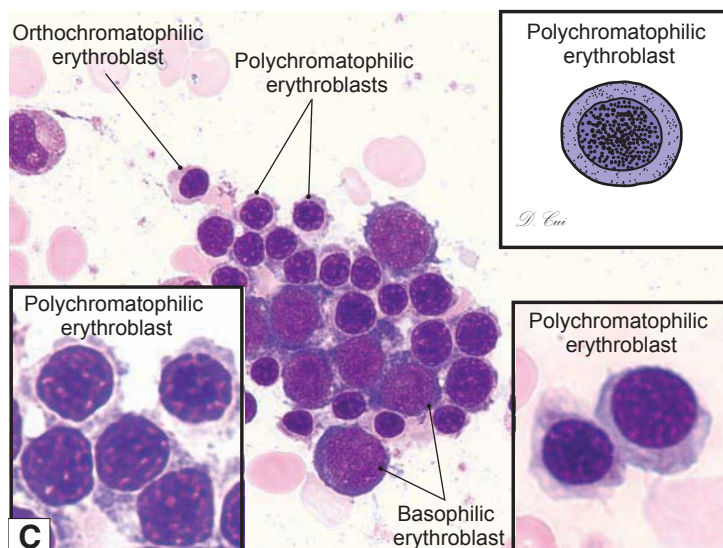 Orthochromatophilic
erythroblast
Polychromatophilic
erythroblasts
Polychromatophilic
erythroblast
D. Cui
Polychromatophilic
erythroblast
Polychromatophilic
erythroblast
Basophilic
erythroblast
C